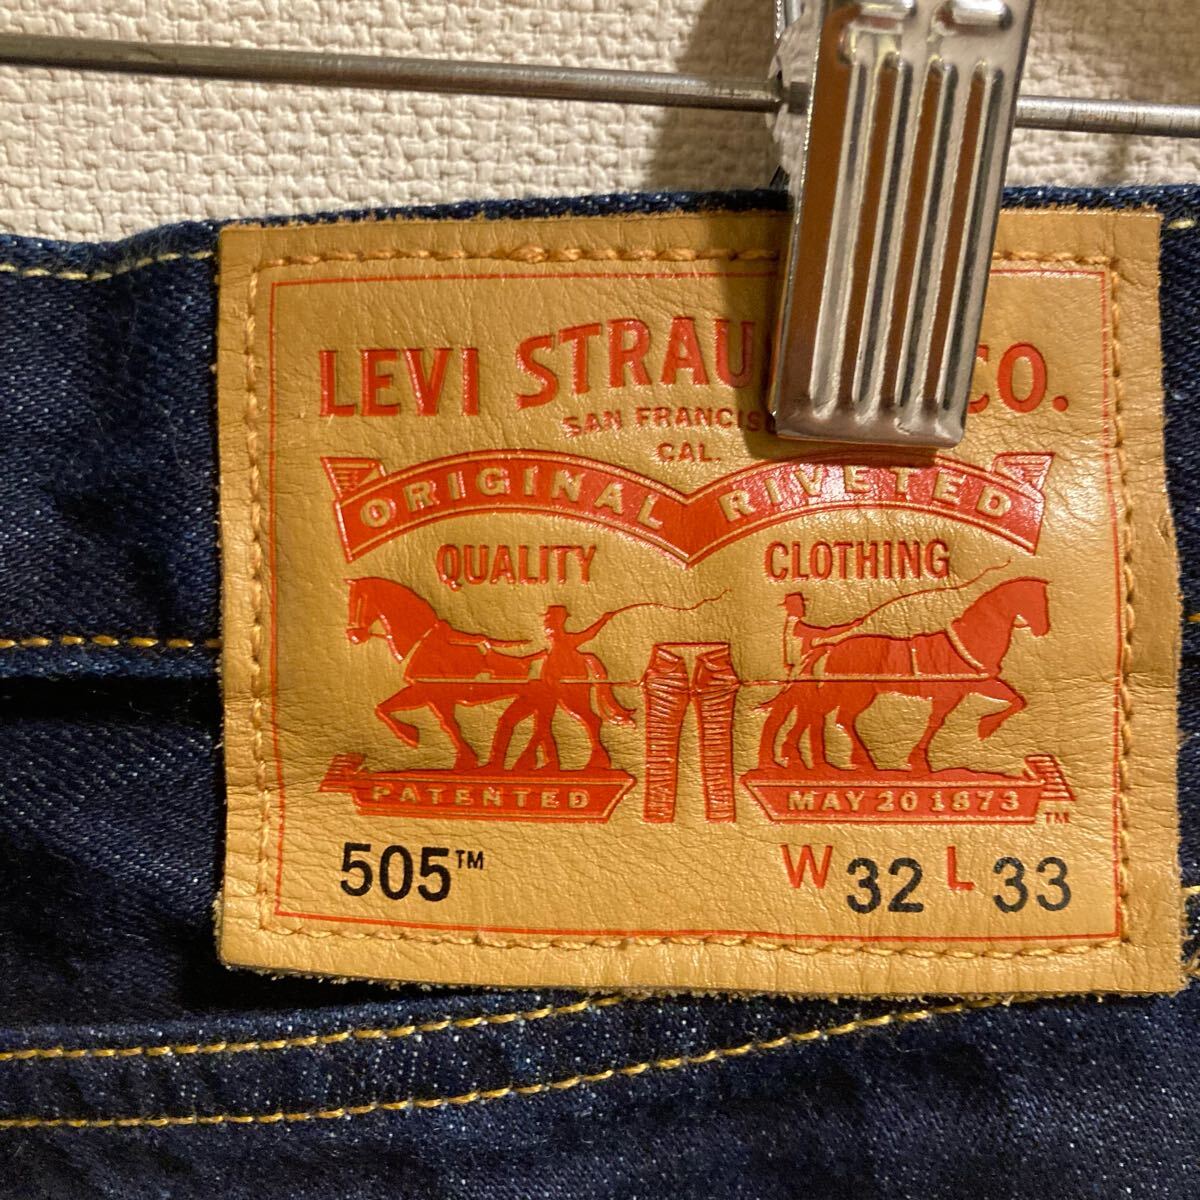 LEVI STRAU CO.
SAN FRANCISC
CAL.
ORIGINAL RIVETED
QUALITY CLOTHING
PATENTED MAY 20 1873 ™
505™ W 32 L 33